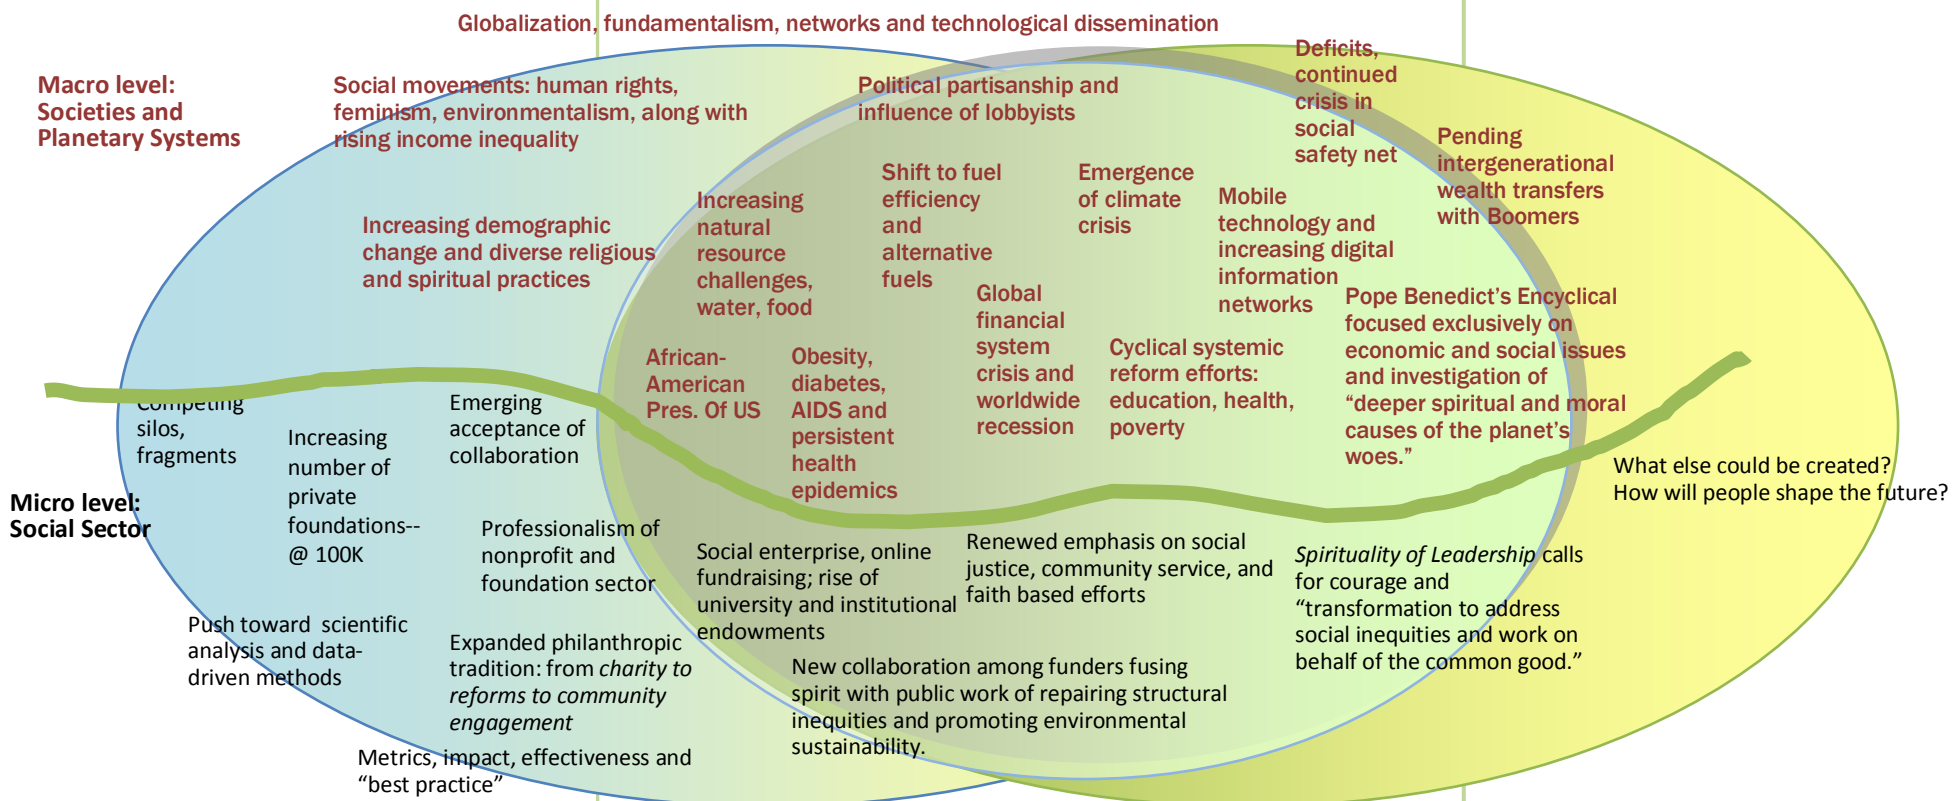 Globalization, fundamentalism, networks and technological dissemination
Macro level:
Societies and
Planetary Systems
Social movements: human rights,
feminism, environmentalism, along with
rising income inequality
Political partisanship and
influence of lobbyists
Deficits,
continued
crisis in
social
safety net
Pending
intergenerational
wealth transfers
with Boomers
Increasing demographic
change and diverse religious
and spiritual practices
Increasing
natural
resource
challenges,
water, food
Shift to fuel
efficiency
and
alternative
fuels
Emergence
of climate
crisis
Mobile
technology and
increasing digital
information
networks
African-
American
Pres. Of US
Obesity,
diabetes,
AIDS and
persistent
health
epidemics
Global
financial
system
crisis and
worldwide
recession
Cyclical systemic
reform efforts:
education, health,
poverty
Pope Benedict’s Encyclical
focused exclusively on
economic and social issues
and investigation of
“deeper spiritual and moral
causes of the planet’s
woes.”
Micro level:
Social Sector
Competing
silos,
fragments
Increasing
number of
private
foundations--
@ 100K
Emerging
acceptance of
collaboration
Professionalism of
nonprofit and
foundation sector
Push toward scientific
analysis and data-
driven methods
Expanded philanthropic
tradition: from charity to
reforms to community
engagement
Metrics, impact, effectiveness and
“best practice”
Social enterprise, online
fundraising; rise of
university and institutional
endowments
Renewed emphasis on social
justice, community service, and
faith based efforts
New collaboration among funders fusing
spirit with public work of repairing structural
inequities and promoting environmental
sustainability.
Spirituality of Leadership calls
for courage and
“transformation to address
social inequities and work on
behalf of the common good.”
What else could be created?
How will people shape the future?